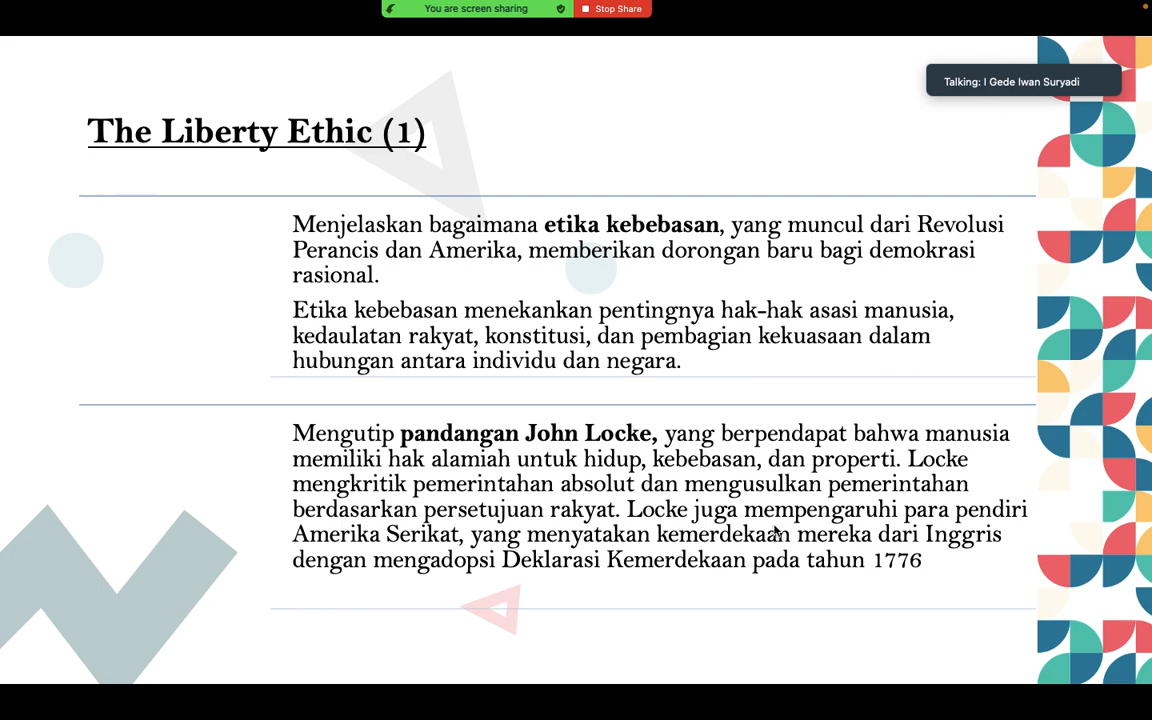 You are screen sharing
Stop Share
Talking: I Gede Iwan Suryadi
The Liberty Ethic (1)
Menjelaskan bagaimana etika kebebasan, yang muncul dari Revolusi
Perancis dan Amerika, memberikan dorongan baru bagi demokrasi
rasional.
Etika kebebasan menekankan pentingnya hak-hak asasi manusia,
kedaulatan rakyat, konstitusi, dan pembagian kekuasaan dalam
hubungan antara individu dan negara.
Mengutip pandangan John Locke, yang berpendapat bahwa manusia
memiliki hak alamiah untuk hidup, kebebasan, dan properti. Locke
mengkritik pemerintahan absolut dan mengusulkan pemerintahan
berdasarkan persetujuan rakyat. Locke juga mempengaruhi para pendiri
Amerika Serikat, yang menyatakan kemerdekaan mereka dari Inggris
dengan mengadopsi Deklarasi Kemerdekaan pada tahun 1776